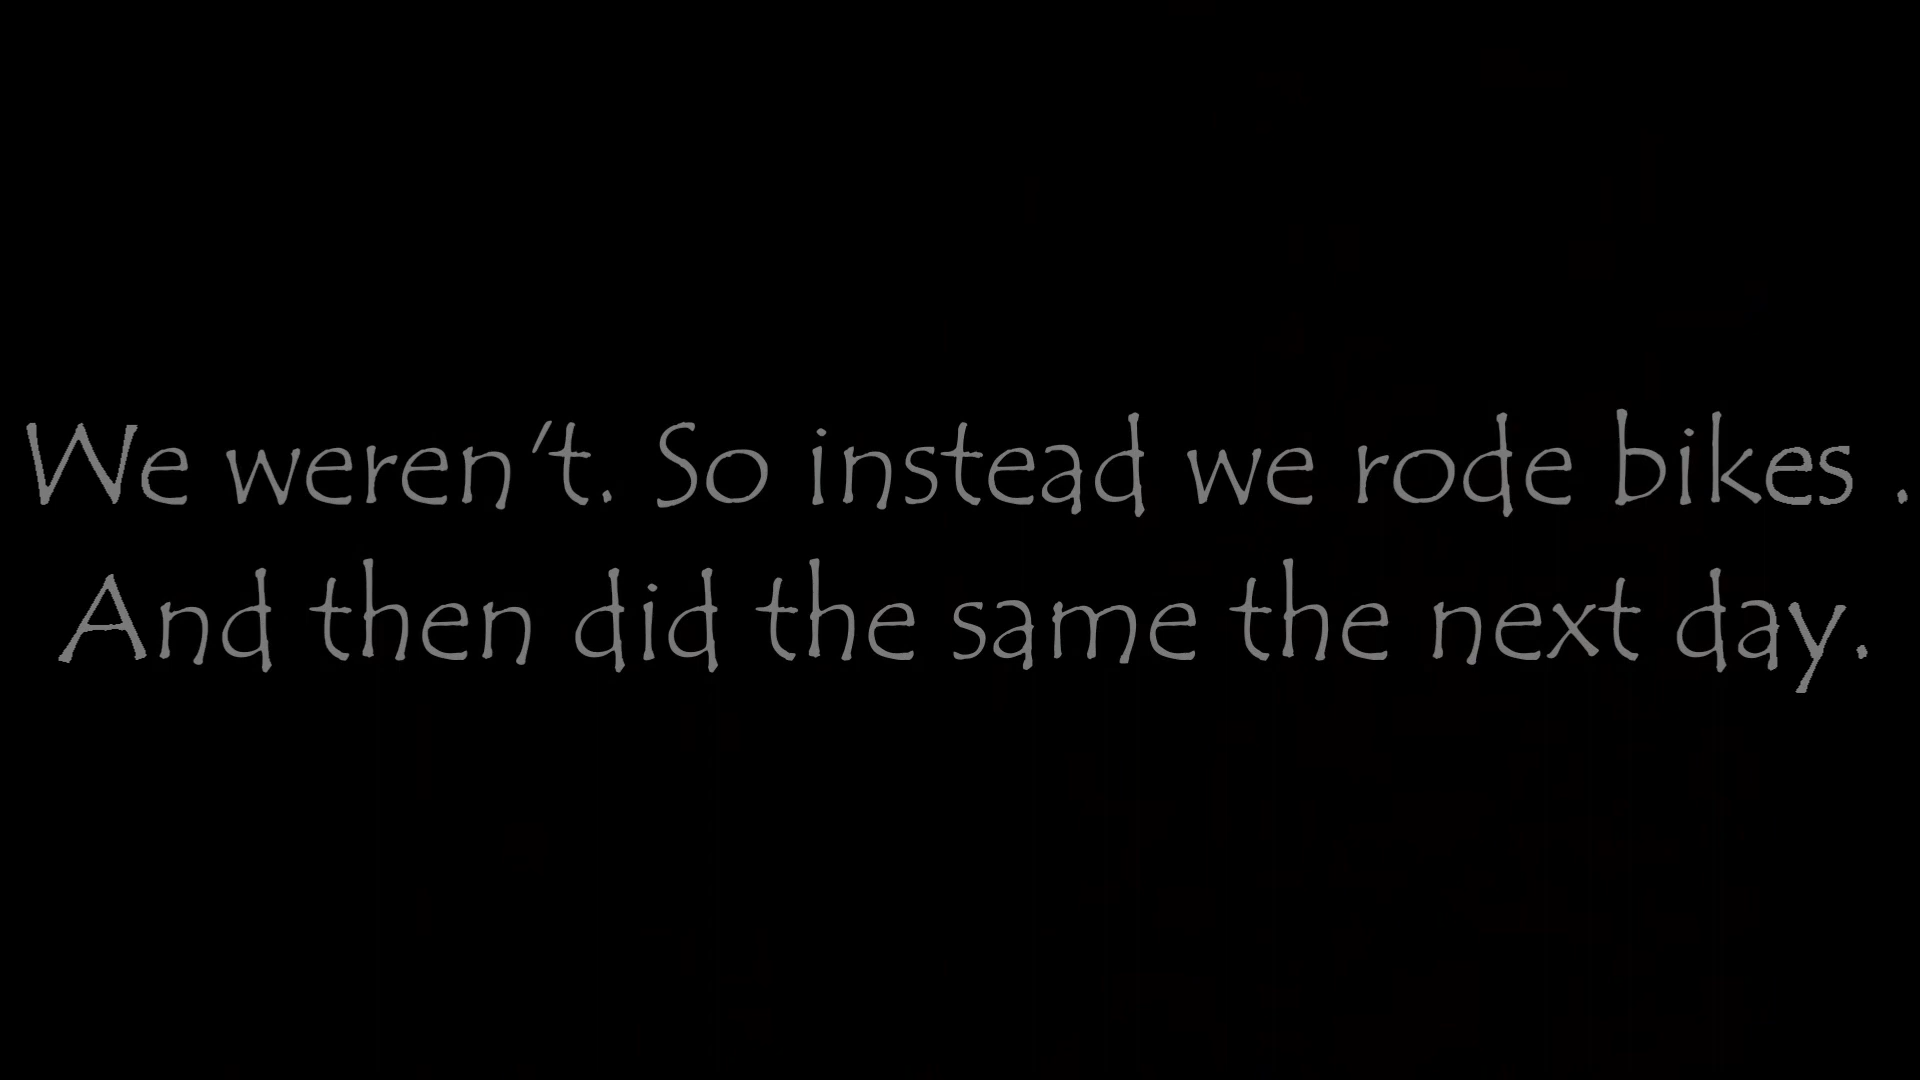 We weren't. So instead we rode bikes .
And then did the same the next day.